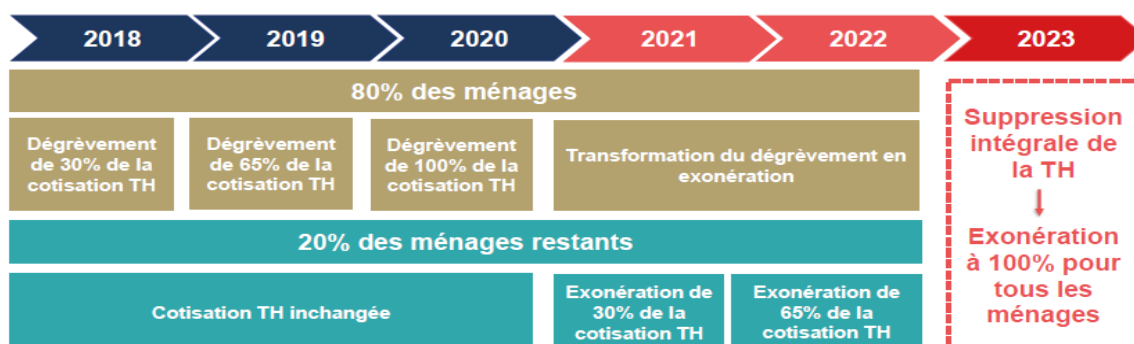 2018 2019 2020 2021 2022 2023
80% des ménages
Dégrèvement
de 30% de la
cotisation TH
Dégrèvement
de 65% de la
cotisation TH
Dégrèvement
de 100% de la
cotisation TH
Transformation du dégrèvement en
exonération
20% des ménages restants
Cotisation TH inchangée
Exonération de
30% de la
cotisation TH
Exonération de
65% de la
cotisation TH
Suppression
intégrale de
la TH
Exonération
à 100% pour
tous les
ménages